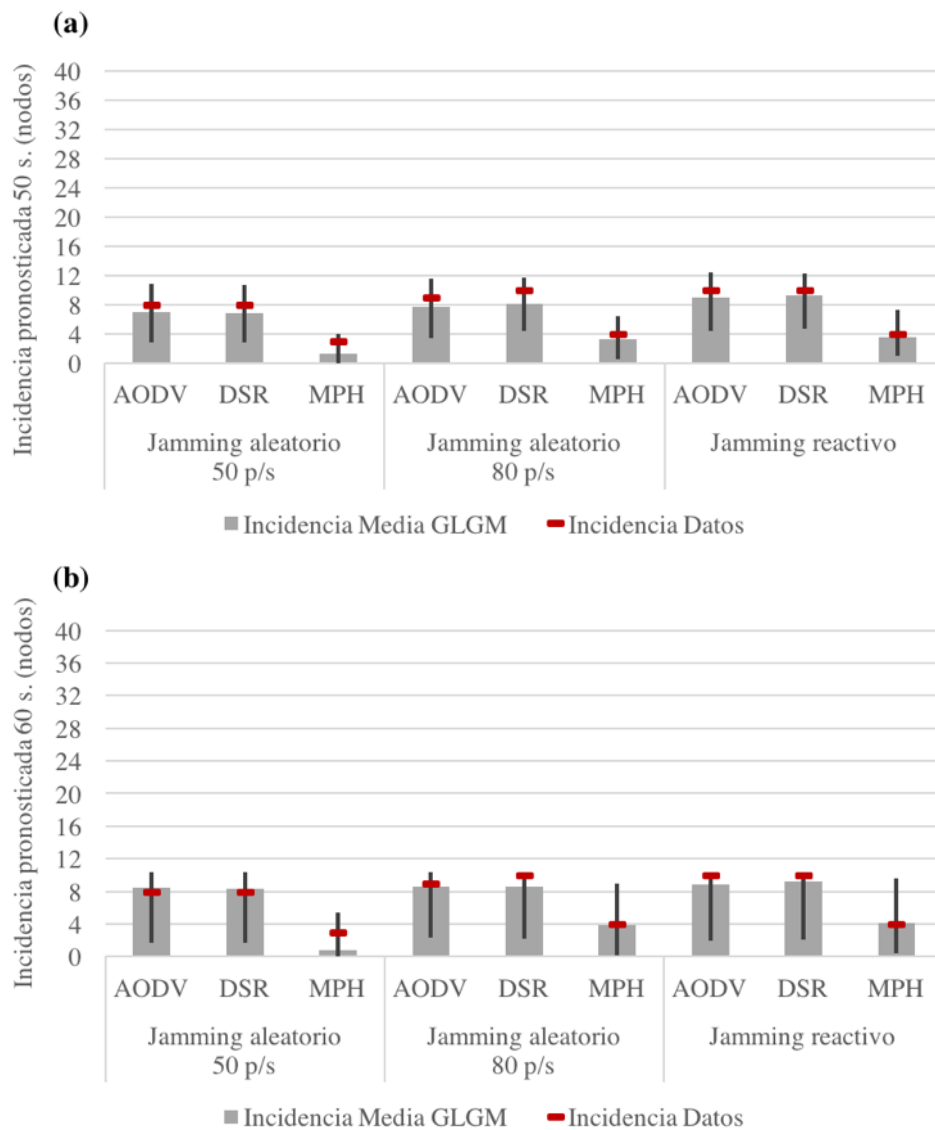 (a)
Incidencia pronosticada 50 s. (nodos)
40
36
32
28
24
20
16
12
8
4
0
AODV DSR MPH AODV DSR MPH AODV DSR MPH
Jamming aleatorio Jamming aleatorio Jamming reactivo
50 p/s 80 p/s
Incidencia Media GLGM Incidencia Datos
(b)
Incidencia pronosticada 60 s. (nodos)
40
36
32
28
24
20
16
12
8
4
0
AODV DSR MPH AODV DSR MPH AODV DSR MPH
Jamming aleatorio Jamming aleatorio Jamming reactivo
50 p/s 80 p/s
Incidencia Media GLGM Incidencia Datos